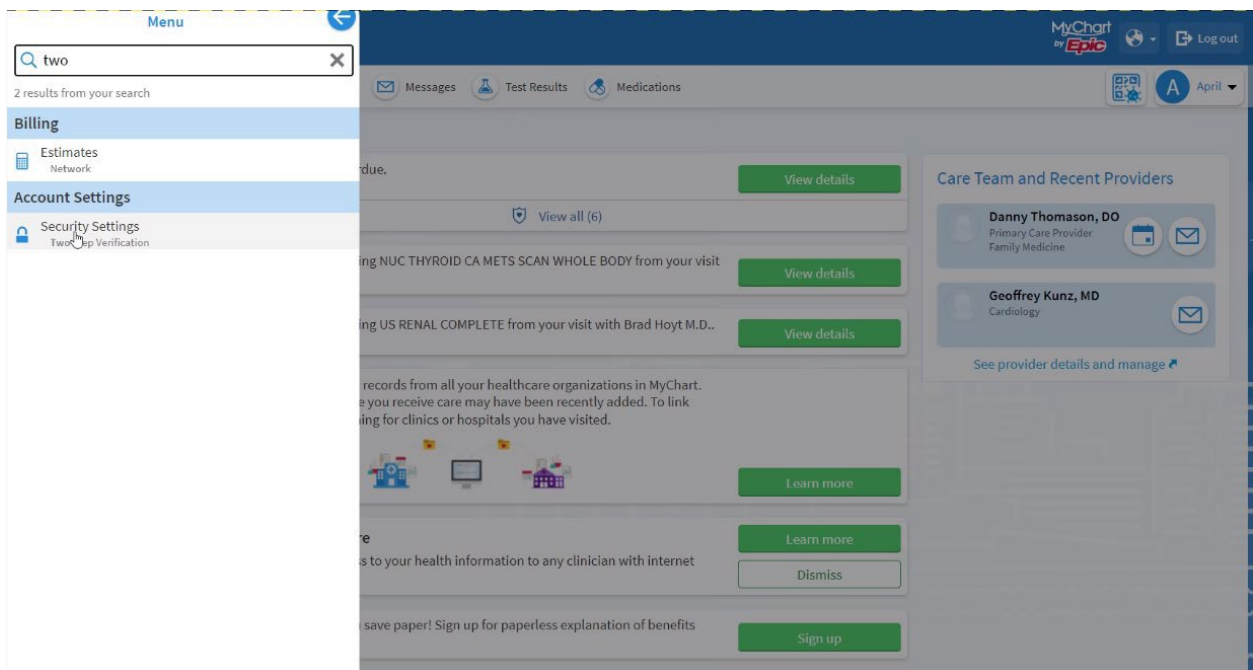 Menu
two
2 results from your search
Billing
Estimates
Network
Account Settings
Security Settings
Two Step Verification
MyChart
by Epic
Log out
Messages
Test Results
Medications
A
April
due.
View details
View all (6)
ing NUC THYROID CA METS SCAN WHOLE BODY from your visit
View details
ing US RENAL COMPLETE from your visit with Brad Hoyt M.D..
View details
records from all your healthcare organizations in MyChart.
e you receive care may have been recently added. To link
ing for clinics or hospitals you have visited.
Learn more
re
Learn more
s to your health information to any clinician with internet
Dismiss
save paper! Sign up for paperless explanation of benefits
Sign up
Care Team and Recent Providers
Danny Thomason, DO
Primary Care Provider
Family Medicine
Geoffrey Kunz, MD
Cardiology
See provider details and manage